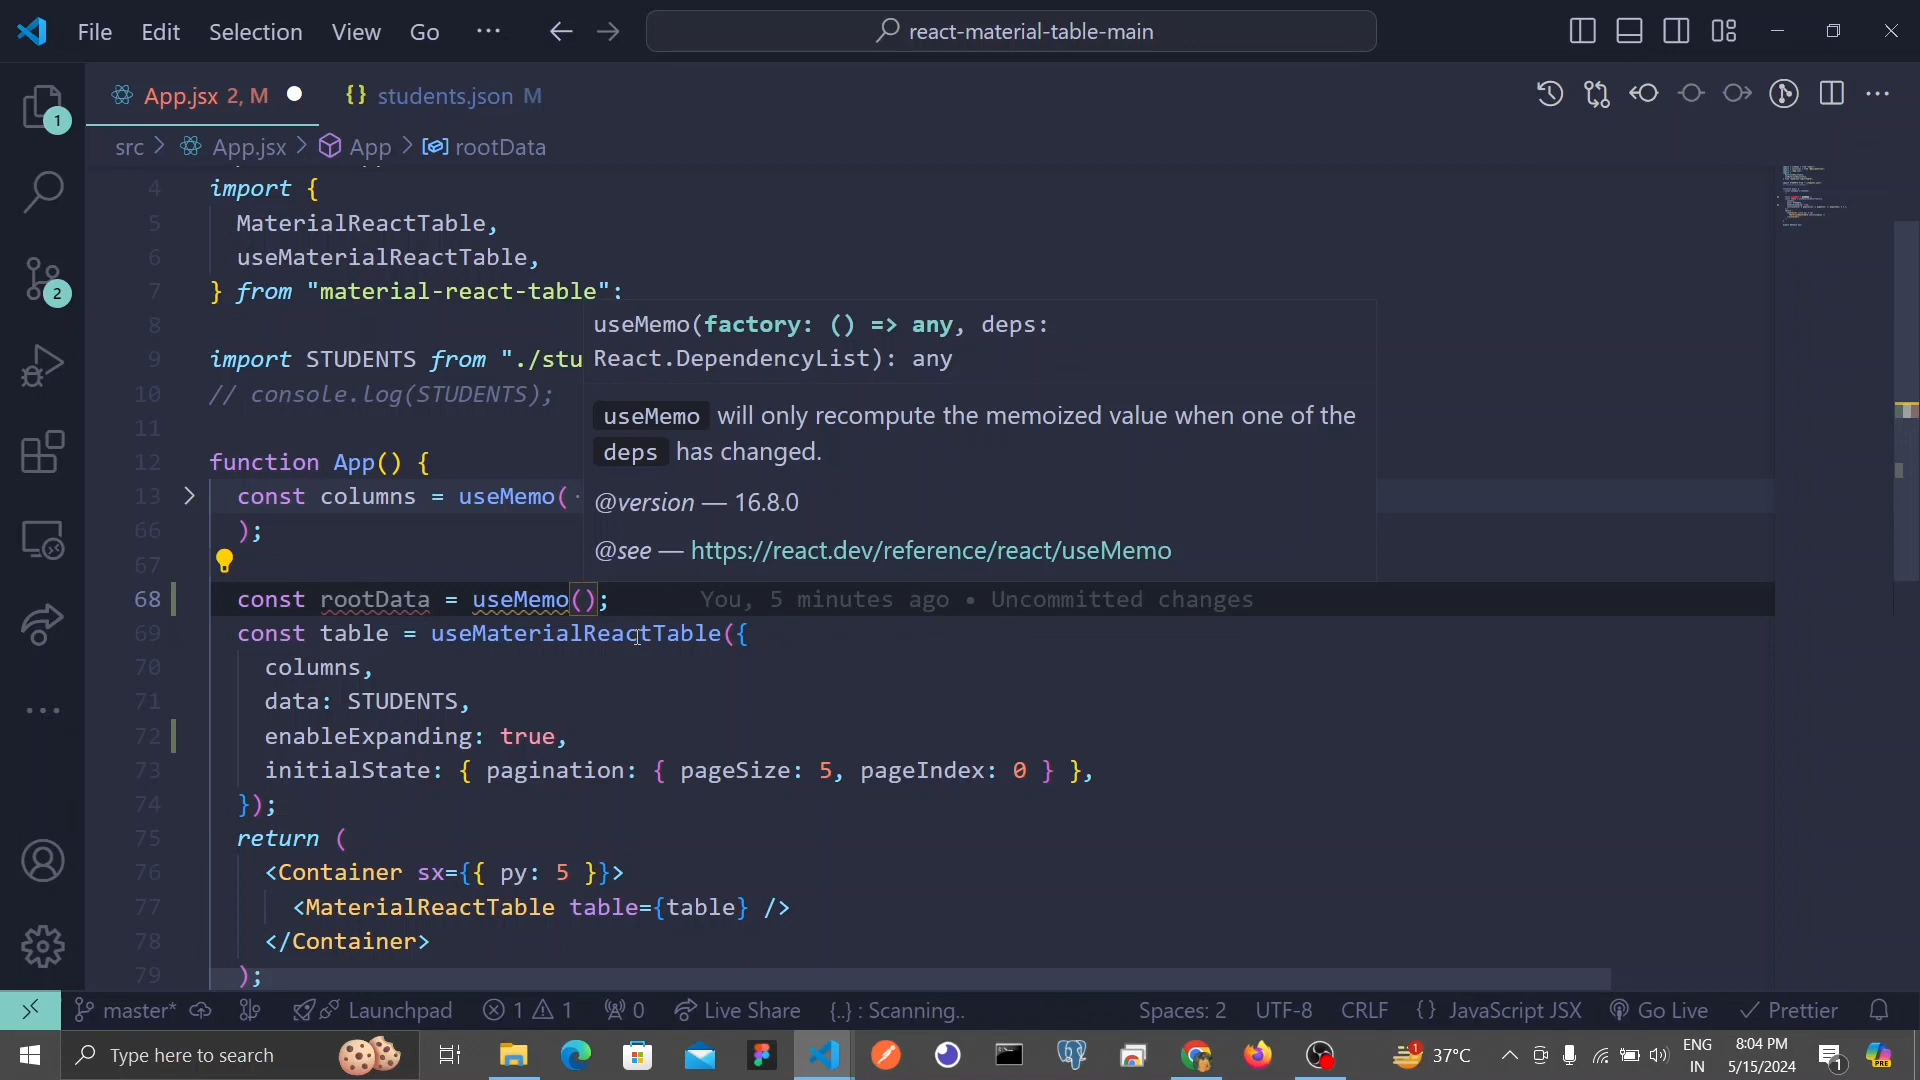 File Edit Selection View Go ··· react-material-table-main
1
App.jsx 2, M ● {} students.json M
src > App.jsx > App > rootData
4 import {
5 MaterialReactTable,
6 useMaterialReactTable,
7 } from "material-react-table";
8
9 import STUDENTS from "./stu
10 // console.log(STUDENTS);
11
12 function App() {
13 const columns = useMemo( ·
66 );
67
68 const rootData = useMemo(); You, 5 minutes ago • Uncommitted changes
69 const table = useMaterialReactTable({
70 columns,
71 data: STUDENTS,
72 enableExpanding: true,
73 initialState: { pagination: { pageSize: 5, pageIndex: 0 } },
74 });
75 return (
76 <Container sx={{ py: 5 }}>
77 <MaterialReactTable table={table} />
78 </Container>
79 );
useMemo(factory: () => any, deps:
React.DependencyList): any
useMemo will only recompute the memoized value when one of the
deps has changed.
@version — 16.8.0
@see — https://react.dev/reference/react/useMemo
2
master* Launchpad 1 1 0 Live Share {..} : Scanning.. Spaces: 2 UTF-8 CRLF {} JavaScript JSX Go Live ✓ Prettier
Type here to search 1 37°C ENG 8:04 PM 1
IN 5/15/2024